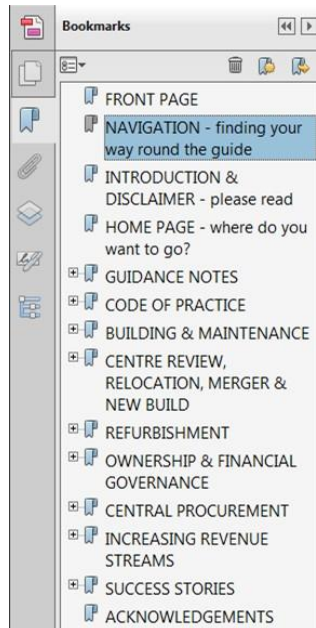 Bookmarks
FRONT PAGE
NAVIGATION - finding your
way round the guide
INTRODUCTION &
DISCLAIMER - please read
HOME PAGE - where do you
want to go?
GUIDANCE NOTES
CODE OF PRACTICE
BUILDING & MAINTENANCE
CENTRE REVIEW,
RELOCATION, MERGER &
NEW BUILD
REFURBISHMENT
OWNERSHIP & FINANCIAL
GOVERNANCE
CENTRAL PROCUREMENT
INCREASING REVENUE
STREAMS
SUCCESS STORIES
ACKNOWLEDGEMENTS